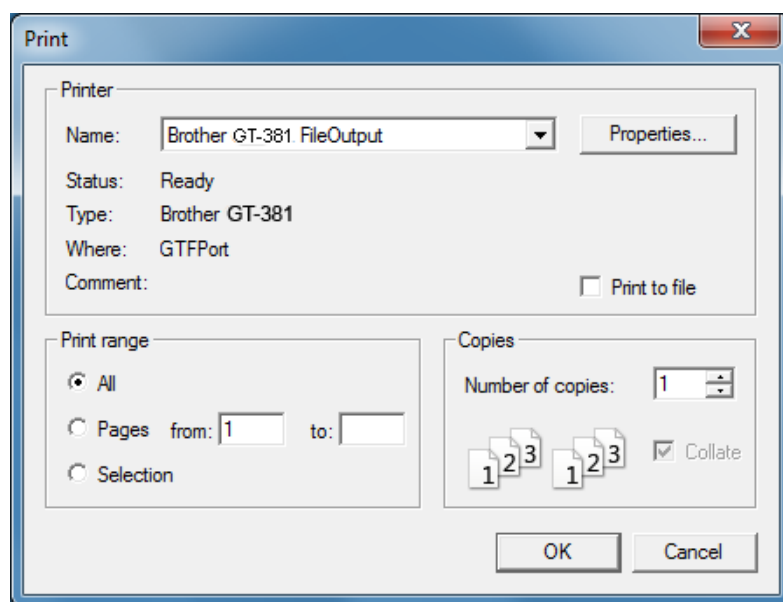 Print
Printer
Name: Brother GT-381 FileOutput Properties...
Status: Ready
Type: Brother GT-381
Where: GTFPort
Comment: Print to file
Print range
All
Pages from: 1 to:
Selection
Copies
Number of copies: 1
1 2 3 1 2 3 Collate
OK Cancel